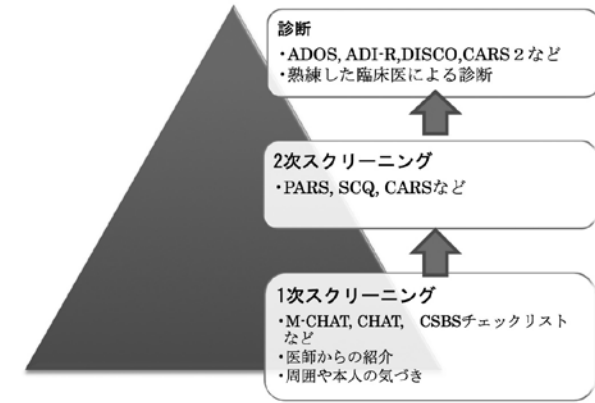 診断
・ADOS, ADI-R,DISCO,CARS 2 など
・熟練した臨床医による診断
2次スクリーニング
・PARS, SCQ, CARSなど
1次スクリーニング
・M-CHAT, CHAT, CSBSチェックリスト
など
・医師からの紹介
・周囲や本人の気づき